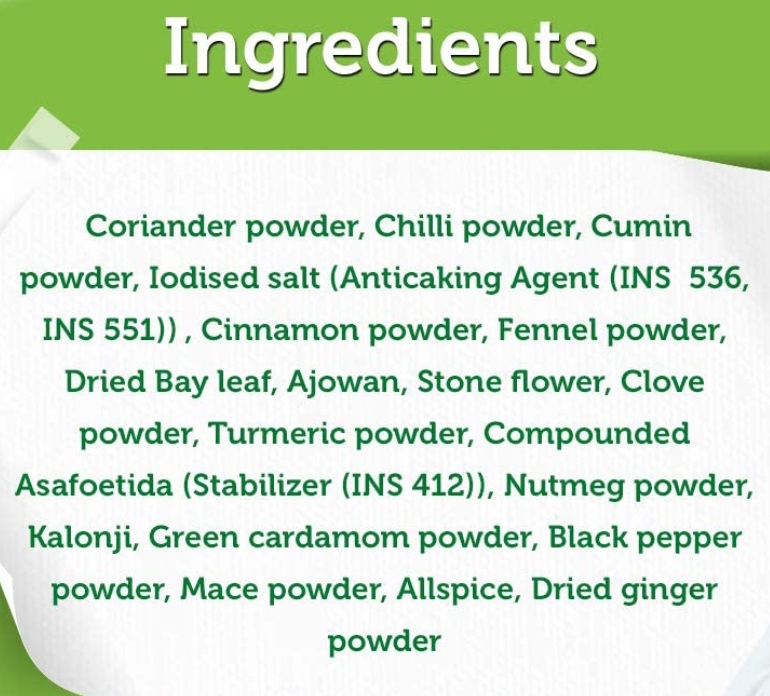 Ingredients
Coriander powder, Chilli powder, Cumin
powder, Iodised salt (Anticaking Agent (INS  536,
INS 551)) , Cinnamon powder, Fennel powder,
Dried Bay leaf, Ajowan, Stone flower, Clove
powder, Turmeric powder, Compounded
Asafoetida (Stabilizer (INS 412)), Nutmeg powder,
Kalonji, Green cardamom powder, Black pepper
powder, Mace powder, Allspice, Dried ginger
powder